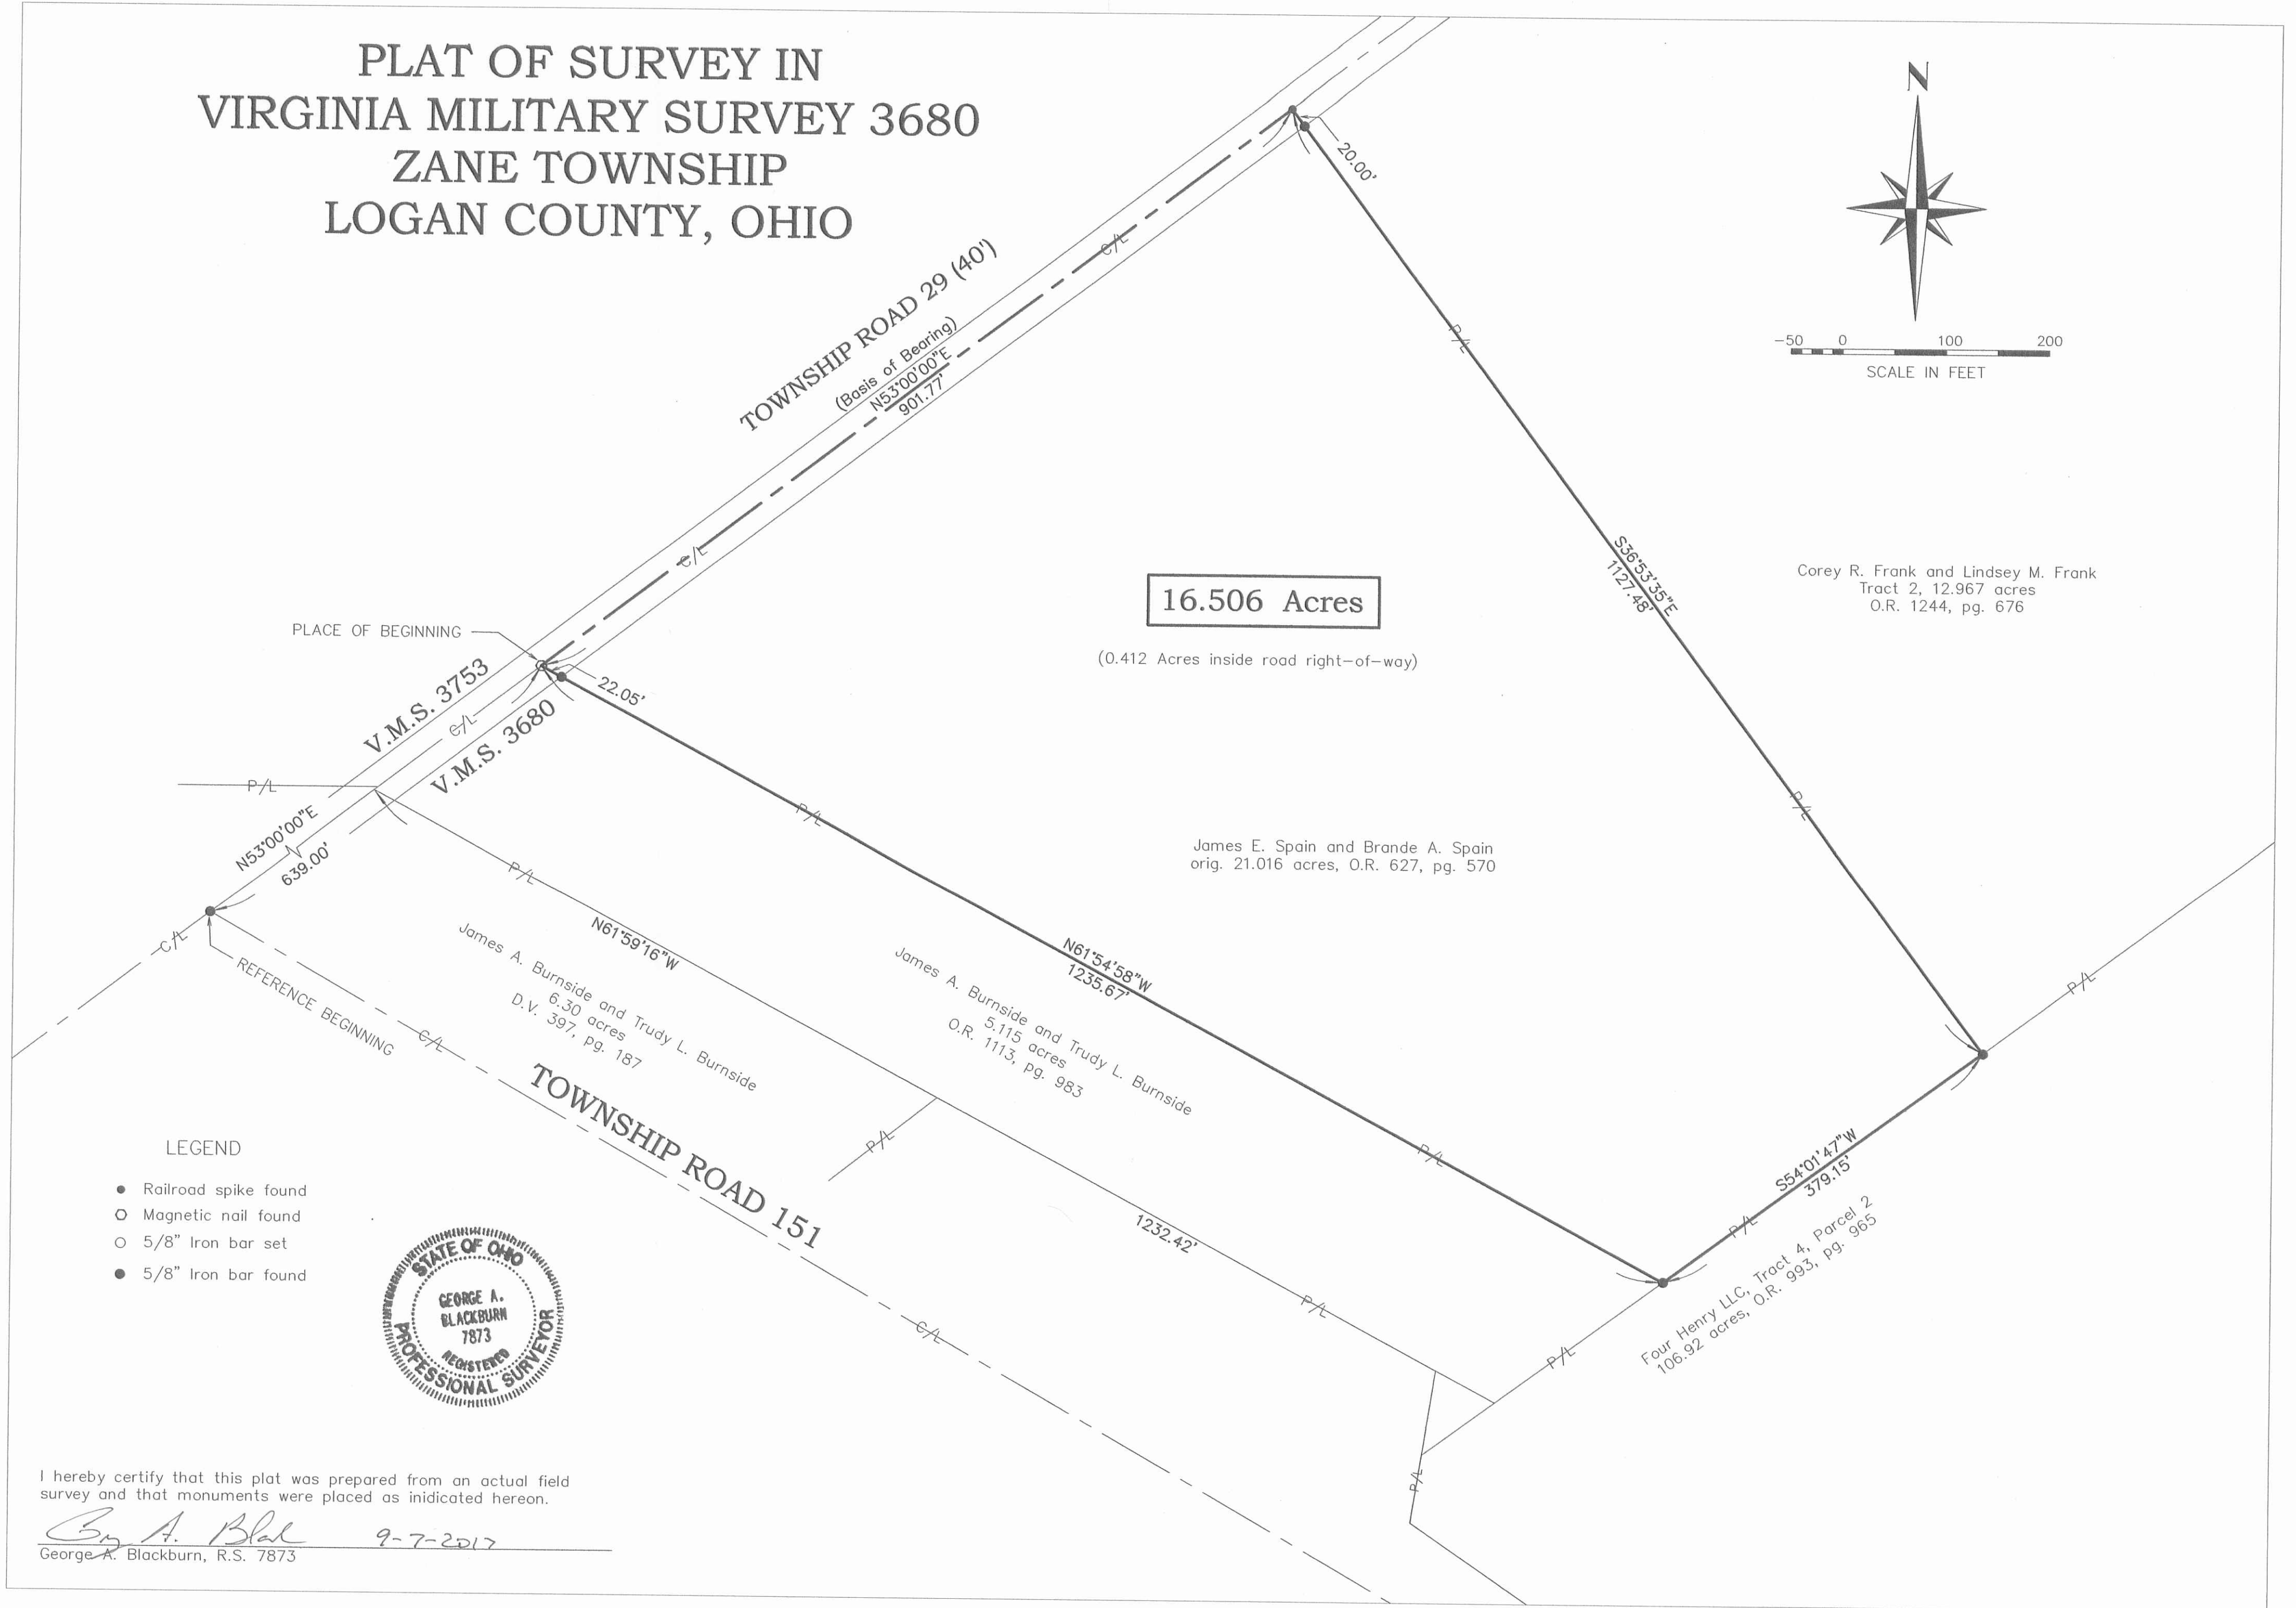 PLAT OF SURVEY IN
VIRGINIA MILITARY SURVEY 3680
ZANE TOWNSHIP
LOGAN COUNTY, OHIO
N
-50 0 100 200
SCALE IN FEET
20.00'
C/L
TOWNSHIP ROAD 29 (40')
(Basis of Bearing)
N53°00'00"E
901.77'
P/L
C/L
S36°53'35"E
1127.48'
Corey R. Frank and Lindsey M. Frank
Tract 2, 12.967 acres
O.R. 1244, pg. 676
16.506 Acres
(0.412 Acres inside road right-of-way)
PLACE OF BEGINNING
22.05'
V.M.S. 3753
C/L
V.M.S. 3680
P/L
P/L
P/L
James E. Spain and Brande A. Spain
orig. 21.016 acres, O.R. 627, pg. 570
N53°00'00"E
639.00'
P/L
C/L
REFERENCE BEGINNING
N61°59'16"W
James A. Burnside and Trudy L. Burnside
6.30 acres
D.V. 397, pg. 187
N61°54'58"W
1235.67'
James A. Burnside and Trudy L. Burnside
5.115 acres
O.R. 1113, pg. 983
P/L
C/L
TOWNSHIP ROAD 151
P/L
P/L
S54°01'47"W
379.15'
P/L
Four Henry LLC, Tract 4, Parcel 2
106.92 acres, O.R. 993, pg. 965
1232.42'
P/L
P/L
C/L
P/L
LEGEND
Railroad spike found
Magnetic nail found
5/8" Iron bar set
5/8" Iron bar found
STATE OF OHIO
GEORGE A.
BLACKBURN
7873
REGISTERED
PROFESSIONAL SURVEYOR
I hereby certify that this plat was prepared from an actual field
survey and that monuments were placed as inidicated hereon.
9-7-2017
George A. Blackburn, R.S. 7873